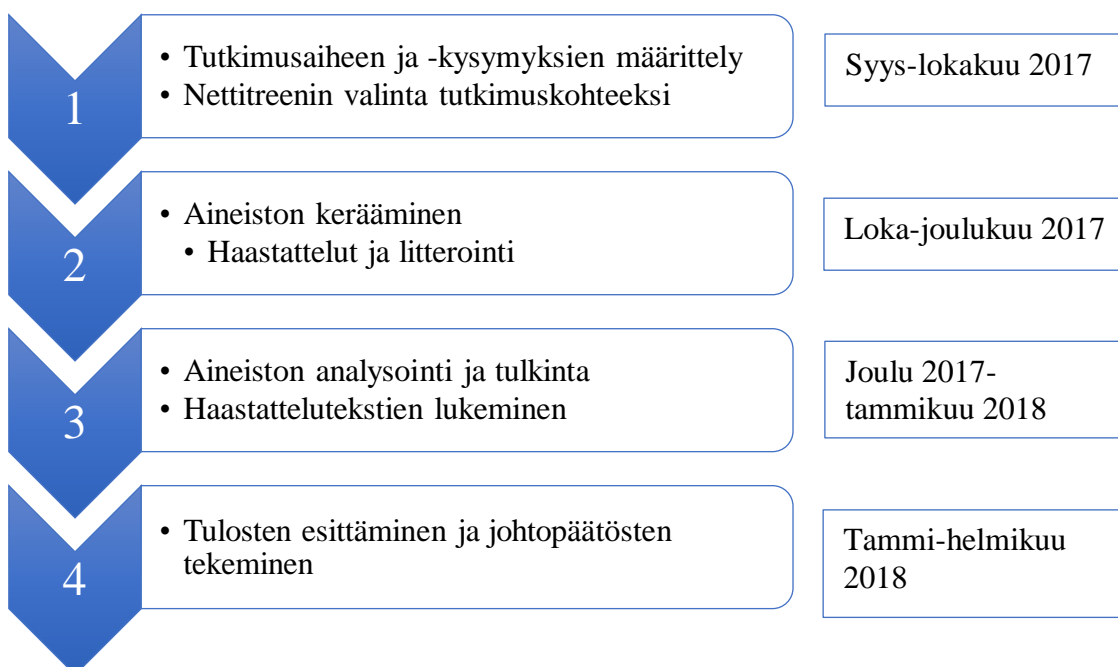 1
• Tutkimusaiheen ja -kysymyksien määrittely
• Nettitreenin valinta tutkimuskohteeksi
Syys-lokakuu 2017
2
• Aineiston kerääminen
• Haastattelut ja litterointi
Loka-joulukuu 2017
3
• Aineiston analysointi ja tulkinta
• Haastattelutekstien lukeminen
Joulu 2017-
tammikuu 2018
4
• Tulosten esittäminen ja johtopäätösten
tekeminen
Tammi-helmikuu
2018